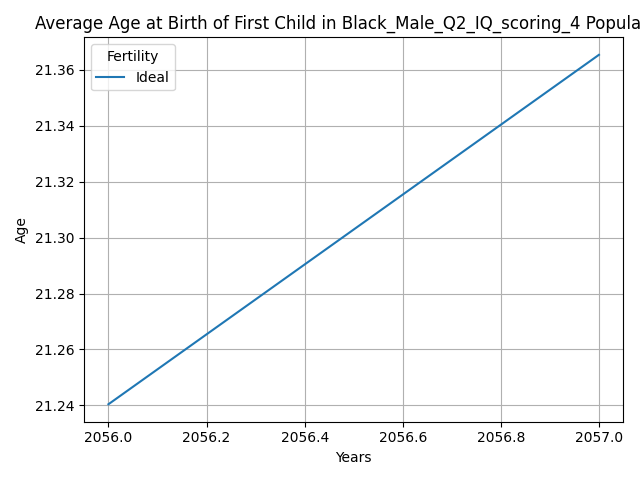 Average Age at Birth of First Child in Black_Male_Q2_IQ_scoring_4 Popula
Fertility
Ideal
21.36
21.34
21.32
21.30
21.28
21.26
21.24
Age
2056.0 2056.2 2056.4 2056.6 2056.8 2057.0
Years